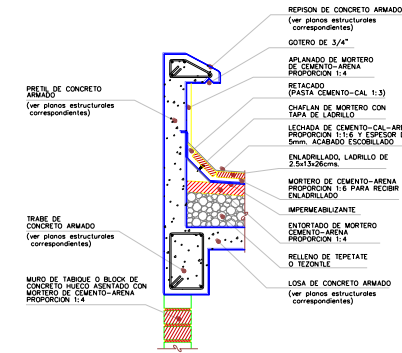 REPISON DE CONCRETO ARMADO
(ver planos estructurales
correspondientes)
GOTERO DE 3/4"
APLANADO DE MORTERO
DE CEMENTO-ARENA
PROPORCION 1:4
RETACADO
(PASTA CEMENTO-CAL 1:3)
CHAFLAN DE MORTERO CON
TAPA DE LADRILLO
LECHADA DE CEMENTO-CAL-AR
PROPORCION 1:1:6 Y ESPESOR D
5mm. ACABADO ESCOBILLADO
ENLADRILLADO, LADRILLO DE
2.5x13x26cms.
MORTERO DE CEMENTO-ARENA
PROPORCION 1:6 PARA RECIBIR
ENLADRILLADO
IMPERMEABILIZANTE
ENTORTADO DE MORTERO
CEMENTO-ARENA
PROPORCION 1:4
RELLENO DE TEPETATE
O TEZONTLE
LOSA DE CONCRETO ARMADO
(ver planos estructurales
correspondientes)
PRETIL DE CONCRETO
ARMADO
(ver planos estructurales
correspondientes)
TRABE DE
CONCRETO ARMADO
(ver planos estructurales
correspondientes)
MURO DE TABIQUE O BLOCK DE
CONCRETO HUECO ASENTADO CON
MORTERO DE CEMENTO-ARENA
PROPORCION 1:4